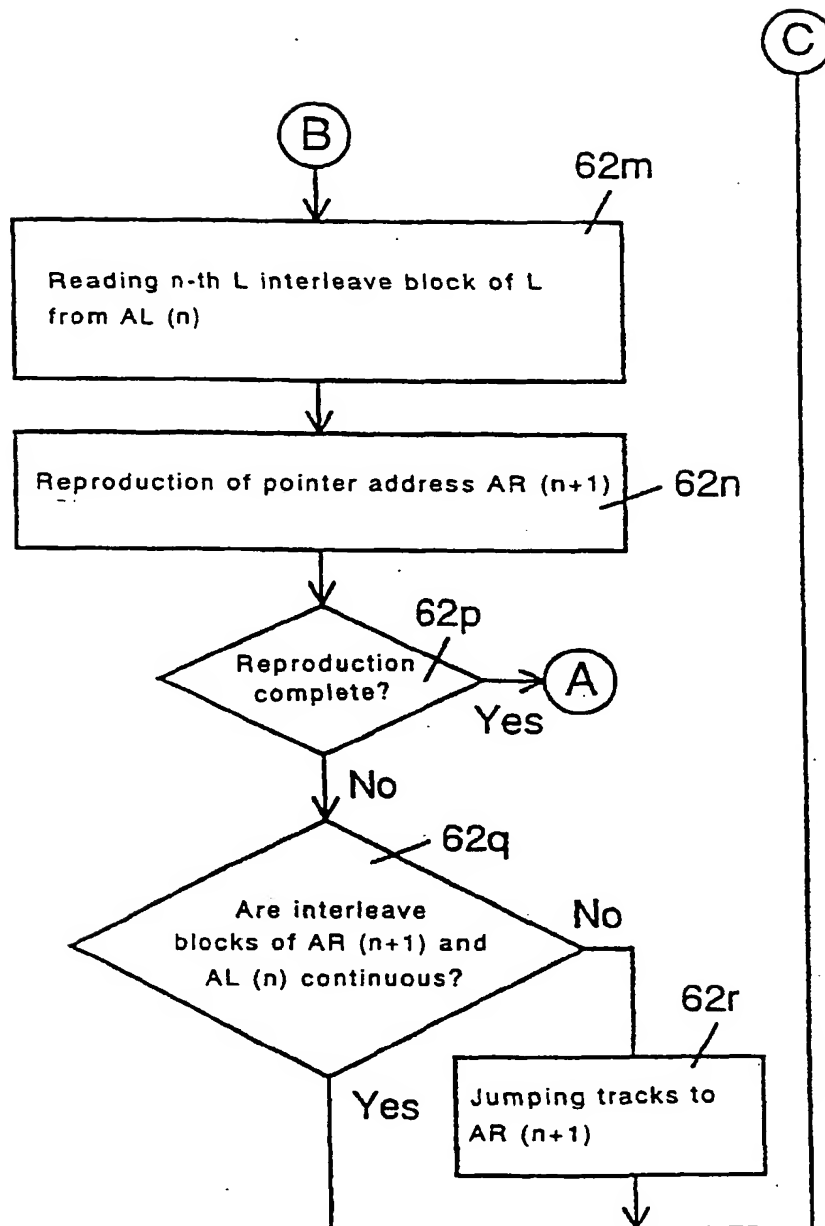 C
B
62m
Reading n-th L interleave block of L
from AL (n)
Reproduction of pointer address AR (n+1)
62n
62p
Reproduction
complete?
A
Yes
No
62q
Are interleave
blocks of AR (n+1) and
AL (n) continuous?
No
62r
Yes
Jumping tracks to
AR (n+1)